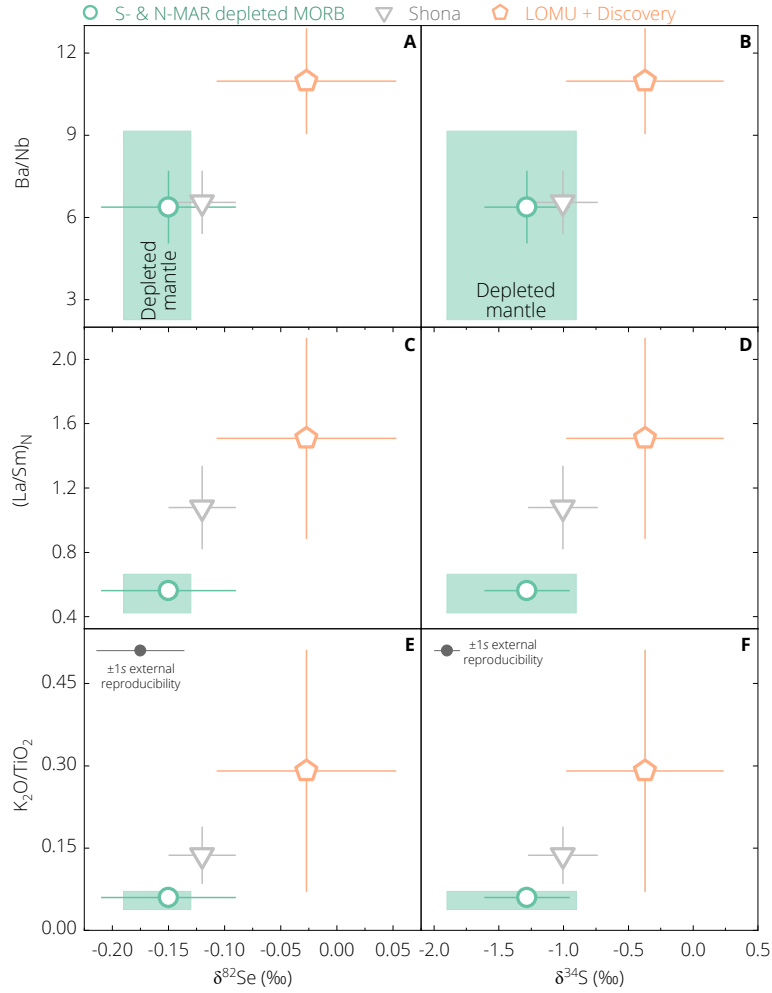 S- & N-MAR depleted MORB Shona LOMU + Discovery
A
B
12
9
6
3
Ba/Nb
Depleted
mantle
Depleted
mantle
C
D
2.0
1.6
1.2
0.8
0.4
(La/Sm)N
E
F
±1s external
reproducibility
±1s external
reproducibility
0.45
0.30
0.15
0.00
K₂O/TiO₂
-0.20 -0.15 -0.10 -0.05 0.00 0.05
-2.0 -1.5 -1.0 -0.5 0.0 0.5
δ⁸²Se (‰)
δ³⁴S (‰)